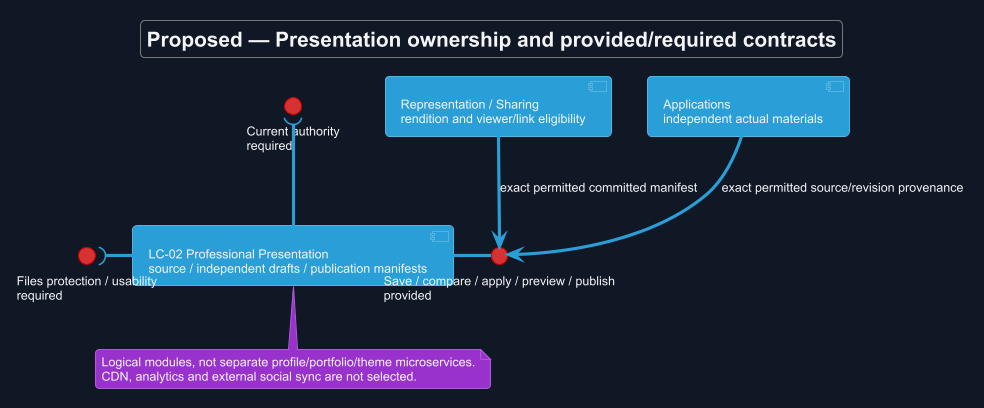 Proposed — Presentation ownership and provided/required contracts
Representation / Sharing
rendition and viewer/link eligibility
Applications
independent actual materials
Current authority
required
exact permitted committed manifest
exact permitted source/revision provenance
LC-02 Professional Presentation
source / independent drafts / publication manifests
Files protection / usability
required
Save / compare / apply / preview / publish
provided
Logical modules, not separate profile/portfolio/theme microservices.
CDN, analytics and external social sync are not selected.